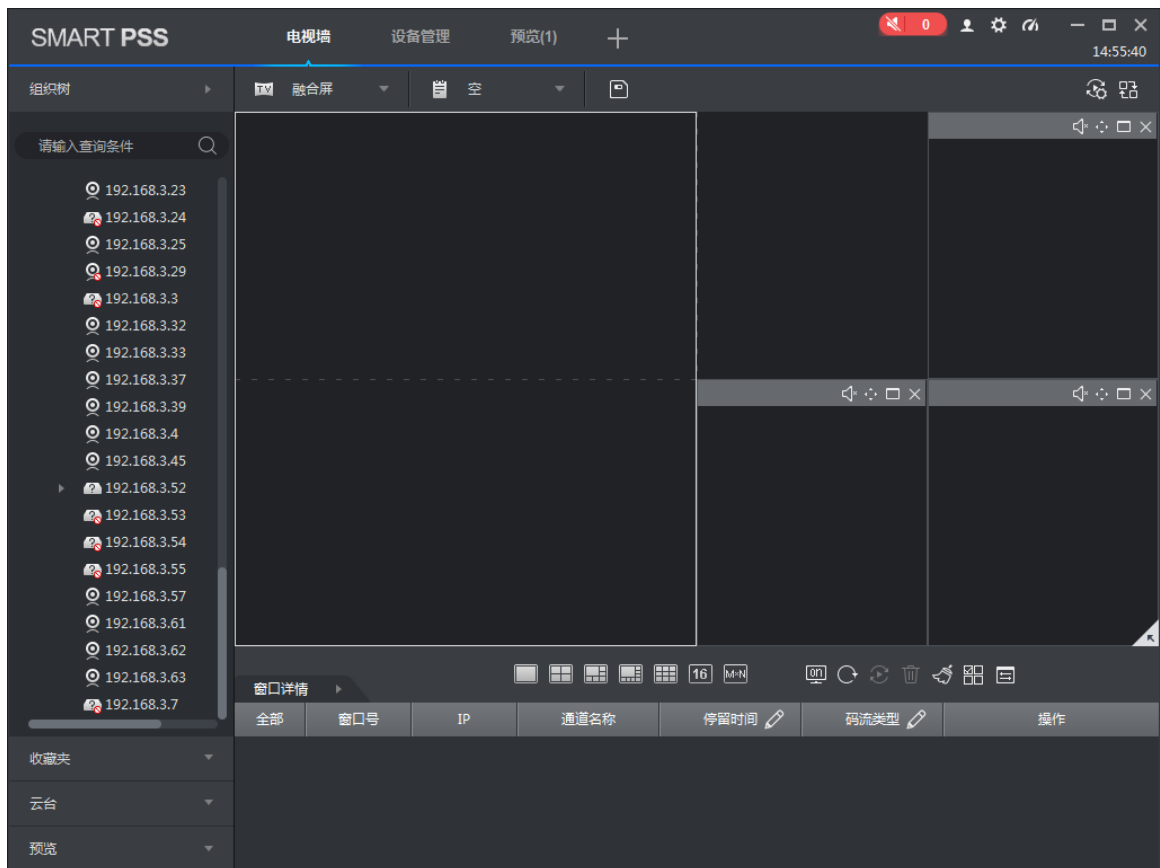 SMART PSS
电视墙
设备管理
预览(1)
0
14:55:40
组织树
TV
融合屏
空
请输入查询条件
192.168.3.23
192.168.3.24
192.168.3.25
192.168.3.29
192.168.3.3
192.168.3.32
192.168.3.33
192.168.3.37
192.168.3.39
192.168.3.4
192.168.3.45
192.168.3.52
192.168.3.53
192.168.3.54
192.168.3.55
192.168.3.57
192.168.3.61
192.168.3.62
192.168.3.63
192.168.3.7
16
M×N
on
窗口详情
全部 窗口号 IP 通道名称 停留时间 码流类型 操作
收藏夹
云台
预览